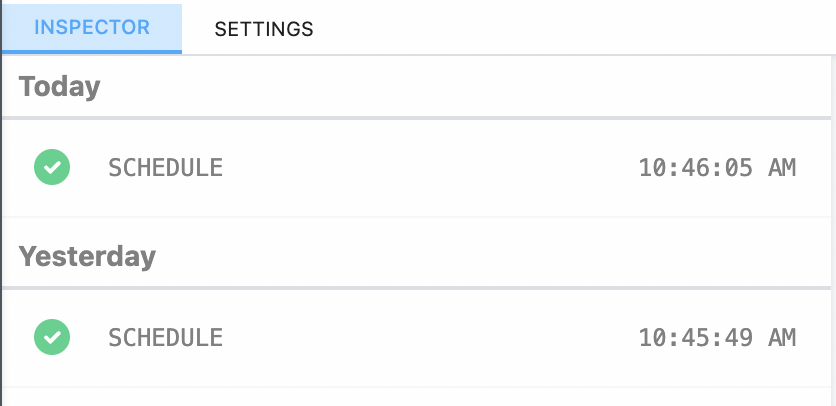 INSPECTOR SETTINGS
Today
SCHEDULE 10:46:05 AM
Yesterday
SCHEDULE 10:45:49 AM